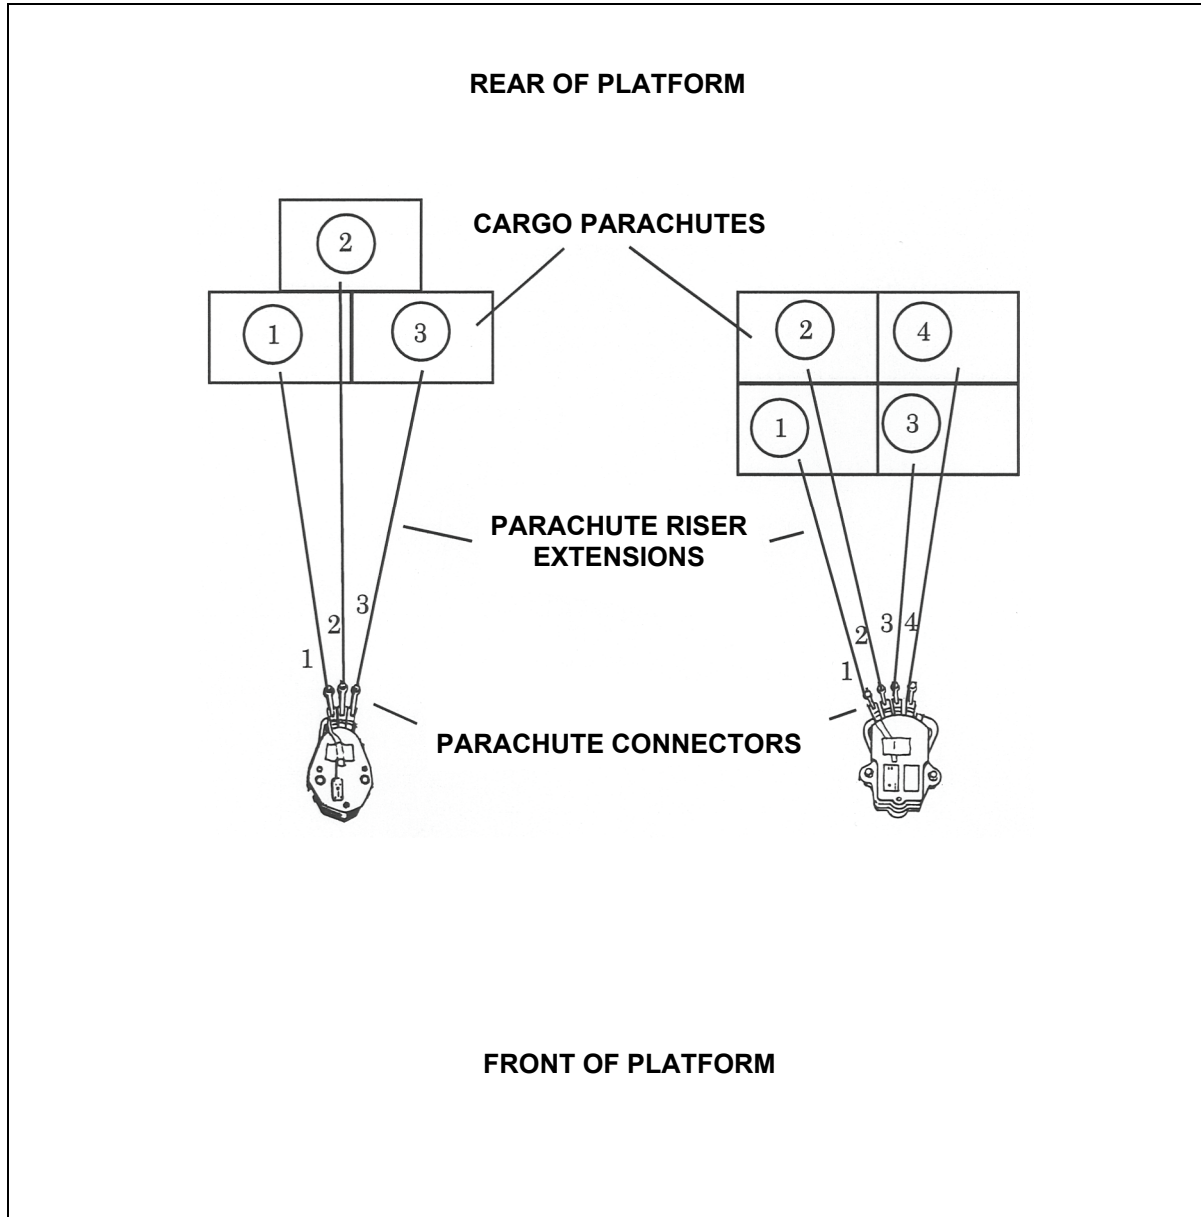 REAR OF PLATFORM
CARGO PARACHUTES
2
1
3
2
4
1
3
PARACHUTE RISER
EXTENSIONS
1
2
3
1
2
3
4
PARACHUTE CONNECTORS
FRONT OF PLATFORM